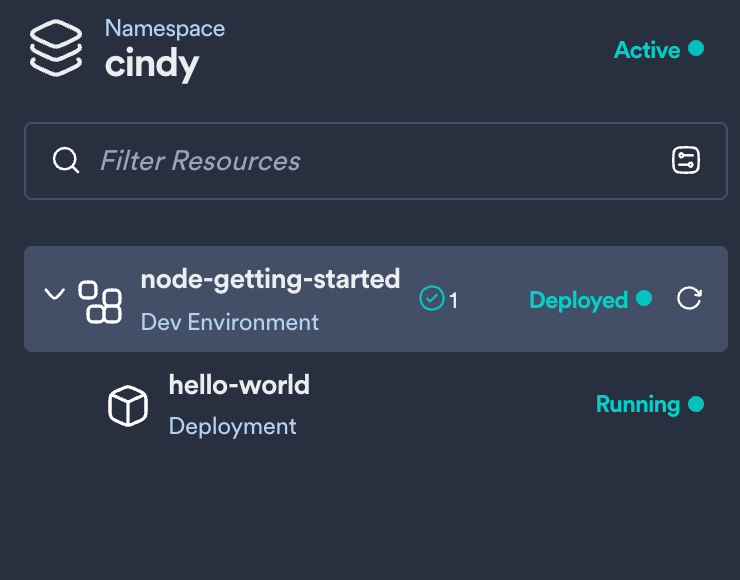 Namespace
cindy
Active
Filter Resources
node-getting-started
1
Deployed
Dev Environment
hello-world
Running
Deployment